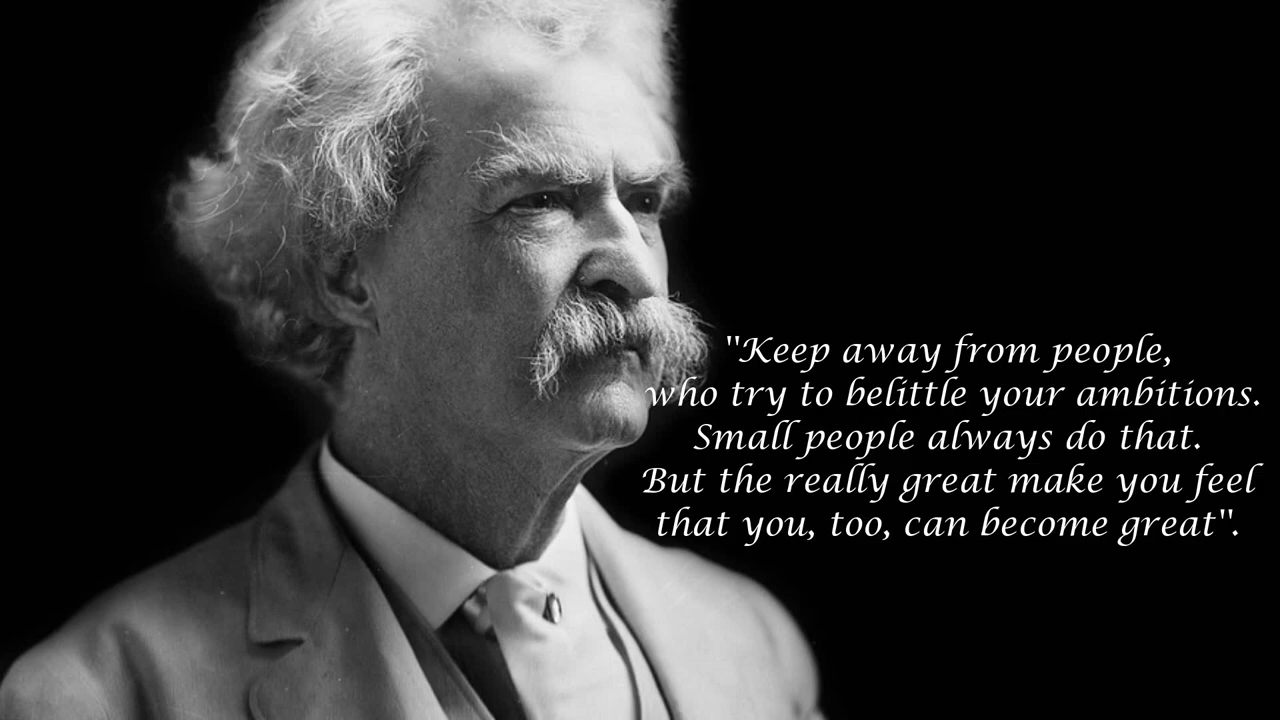 "Keep away from people,
who try to belittle your ambitions.
Small people always do that.
But the really great make you feel
that you, too, can become great".